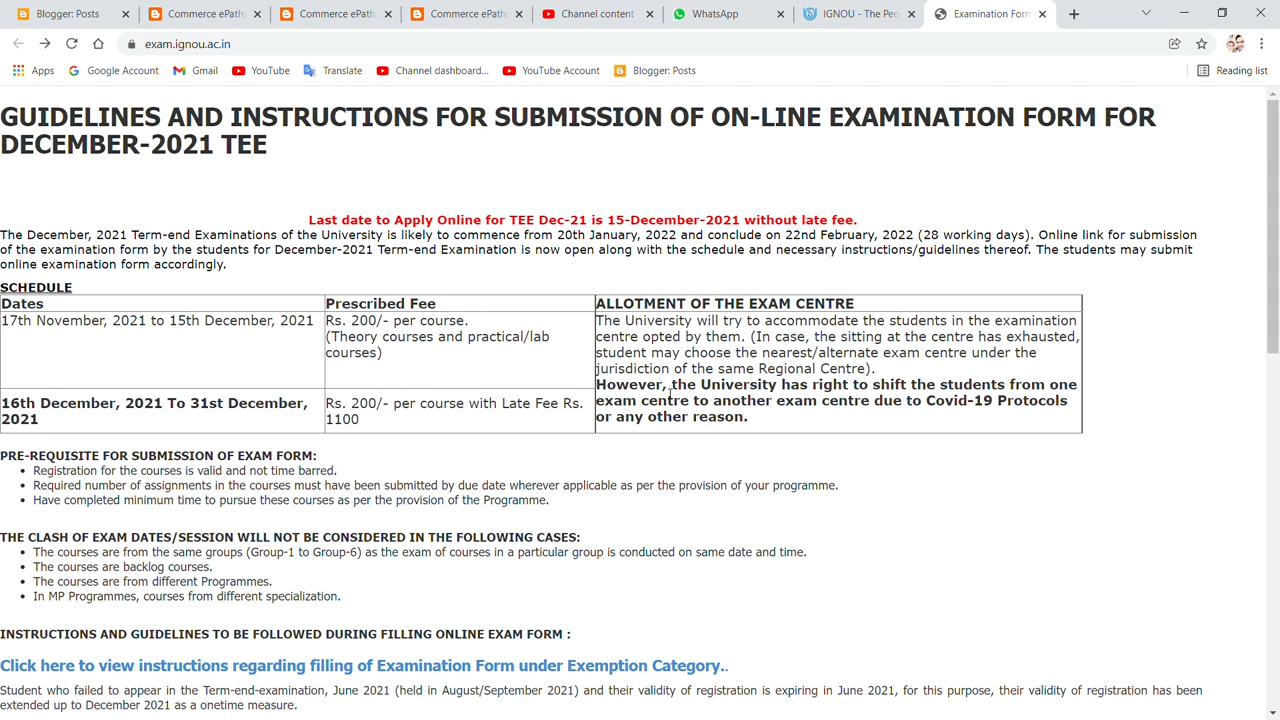 Blogger: Posts
Commerce ePath
Commerce ePath
Commerce ePath
Channel content
WhatsApp
IGNOU - The Peo
Examination Form
exam.ignou.ac.in
Apps
Google Account
Gmail
YouTube
Translate
Channel dashboard...
YouTube Account
Blogger: Posts
Reading list
GUIDELINES AND INSTRUCTIONS FOR SUBMISSION OF ON-LINE EXAMINATION FORM FOR
DECEMBER-2021 TEE
Last date to Apply Online for TEE Dec-21 is 15-December-2021 without late fee.
The December, 2021 Term-end Examinations of the University is likely to commence from 20th January, 2022 and conclude on 22nd February, 2022 (28 working days). Online link for submission
of the examination form by the students for December-2021 Term-end Examination is now open along with the schedule and necessary instructions/guidelines thereof. The students may submit
online examination form accordingly.
SCHEDULE
Dates
Prescribed Fee
ALLOTMENT OF THE EXAM CENTRE
17th November, 2021 to 15th December, 2021
Rs. 200/- per course.
(Theory courses and practical/lab
courses)
The University will try to accommodate the students in the examination
centre opted by them. (In case, the sitting at the centre has exhausted,
student may choose the nearest/alternate exam centre under the
jurisdiction of the same Regional Centre).
However, the University has right to shift the students from one
exam centre to another exam centre due to Covid-19 Protocols
or any other reason.
16th December, 2021 To 31st December,
2021
Rs. 200/- per course with Late Fee Rs.
1100
PRE-REQUISITE FOR SUBMISSION OF EXAM FORM:
• Registration for the courses is valid and not time barred.
• Required number of assignments in the courses must have been submitted by due date wherever applicable as per the provision of your programme.
• Have completed minimum time to pursue these courses as per the provision of the Programme.
THE CLASH OF EXAM DATES/SESSION WILL NOT BE CONSIDERED IN THE FOLLOWING CASES:
• The courses are from the same groups (Group-1 to Group-6) as the exam of courses in a particular group is conducted on same date and time.
• The courses are backlog courses.
• The courses are from different Programmes.
• In MP Programmes, courses from different specialization.
INSTRUCTIONS AND GUIDELINES TO BE FOLLOWED DURING FILLING ONLINE EXAM FORM :
Click here to view instructions regarding filling of Examination Form under Exemption Category..
Student who failed to appear in the Term-end-examination, June 2021 (held in August/September 2021) and their validity of registration is expiring in June 2021, for this purpose, their validity of registration has been
extended up to December 2021 as a onetime measure.